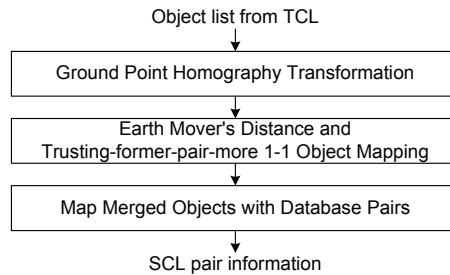 Object list from TCL
Ground Point Homography Transformation
Earth Mover's Distance and
Trusting-former-pair-more 1-1 Object Mapping
Map Merged Objects with Database Pairs
SCL pair information